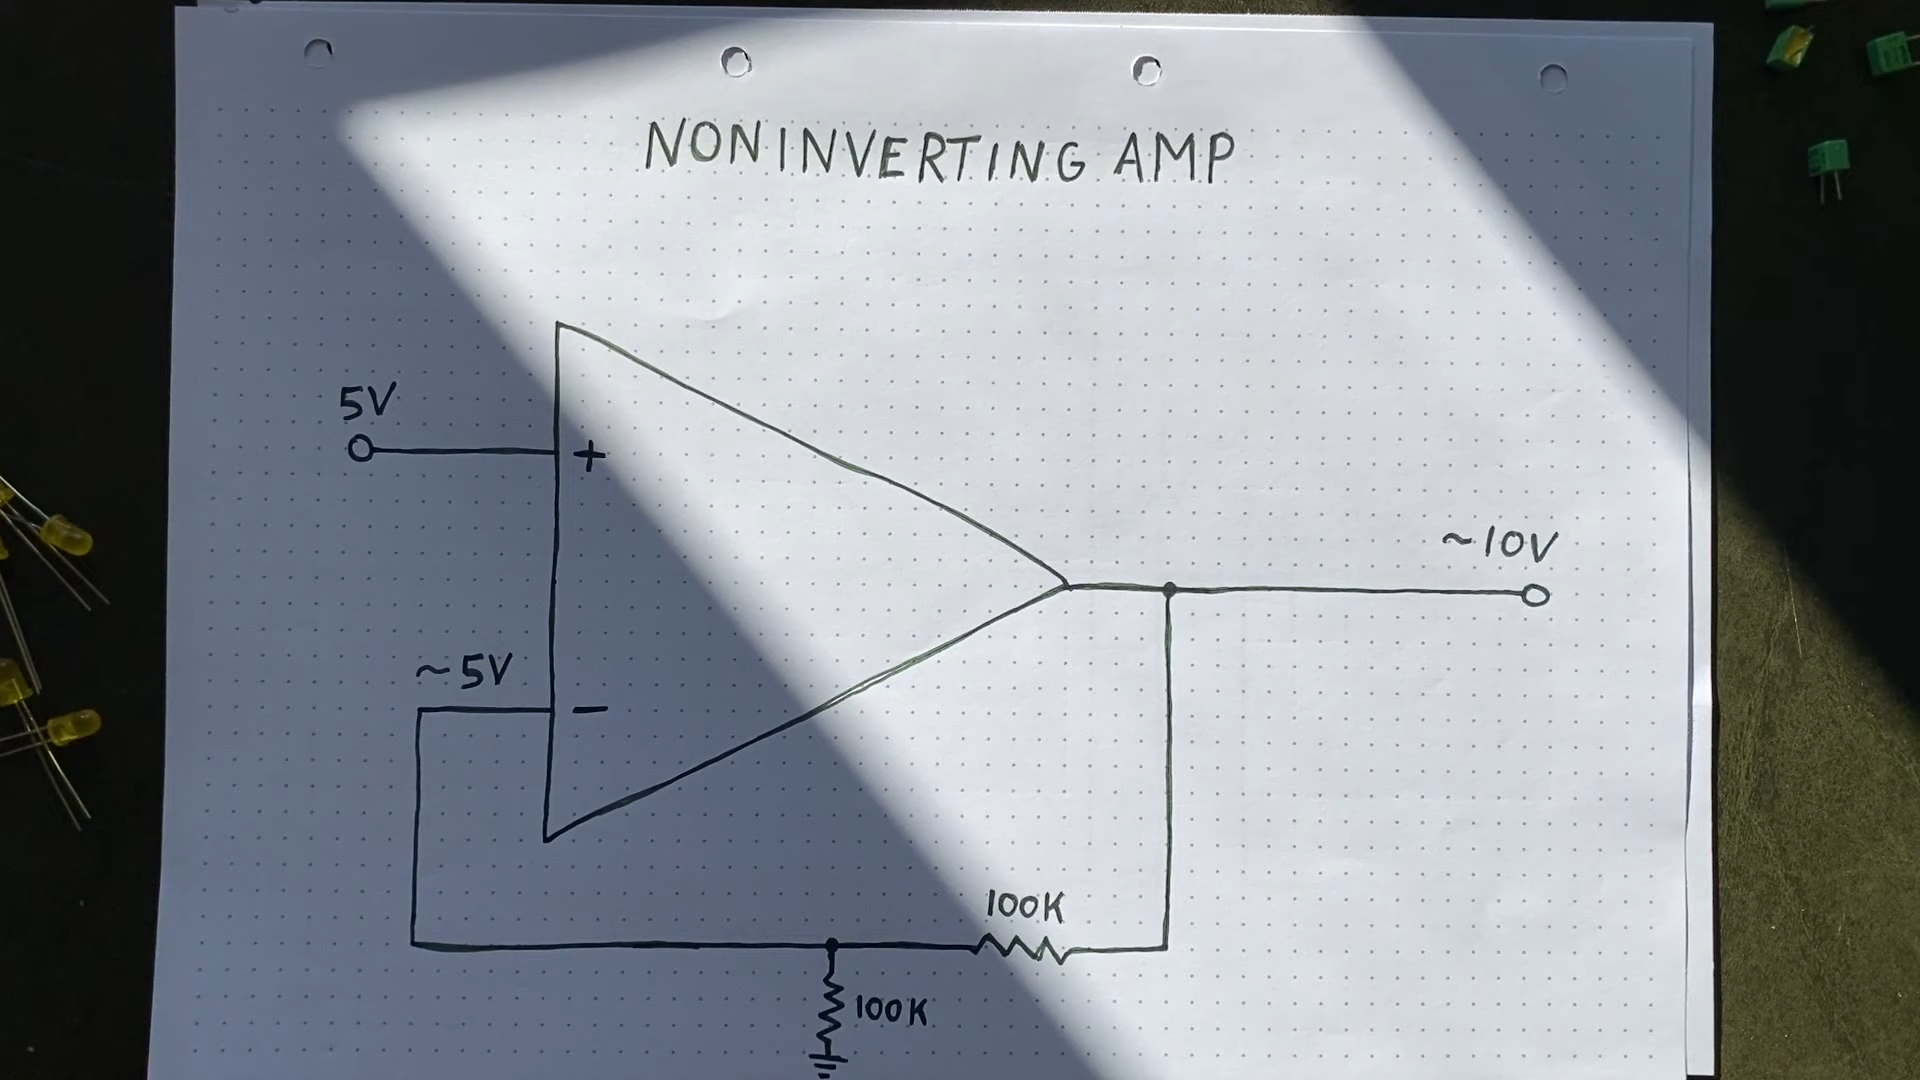 NONINVERTING AMP
5V
+
~10V
~5V
−
100K
100K